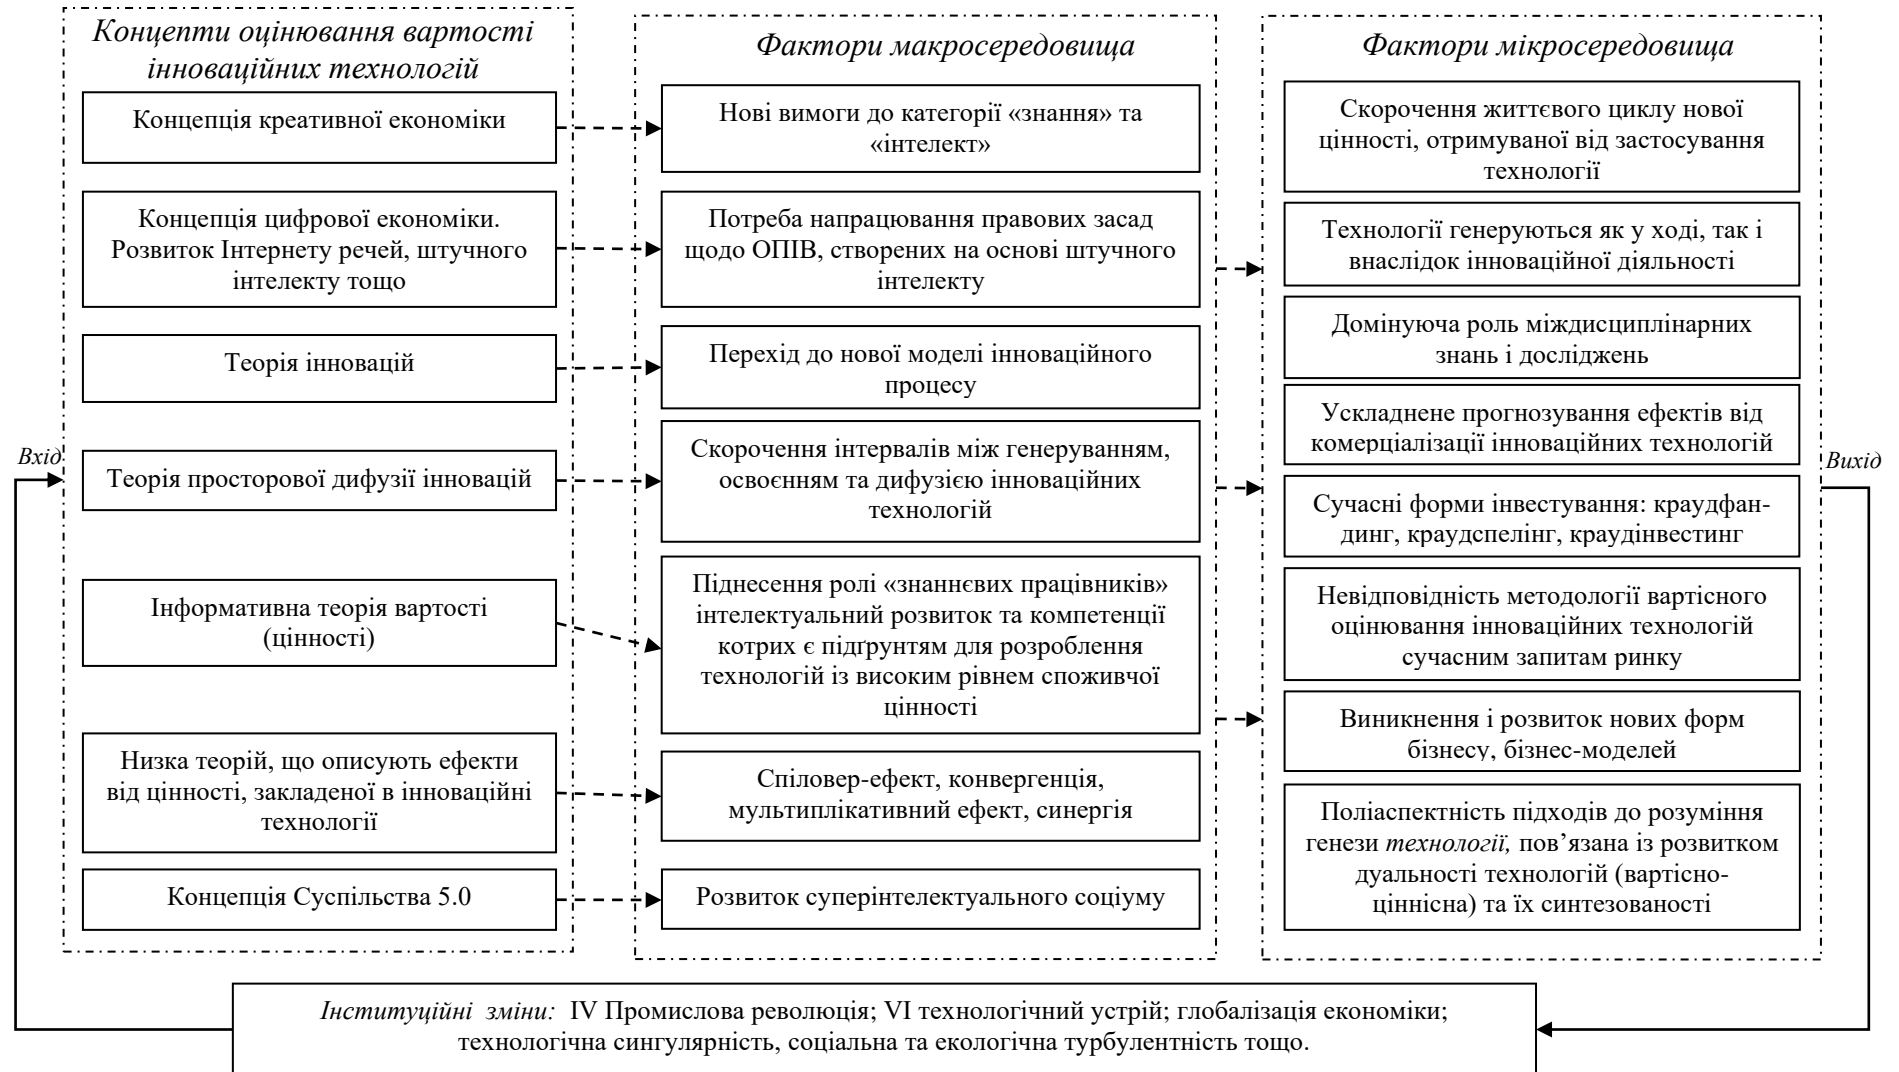 Концепти оцінювання вартості
інноваційних технологій
Концепція креативної економіки
Концепція цифрової економіки.
Розвиток Інтернету речей, штучного
інтелекту тощо
Теорія інновацій
Вхід
Теорія просторової дифузії інновацій
Інформативна теорія вартості
(цінності)
Низка теорій, що описують ефекти
від цінності, закладеної в інноваційні
технології
Концепція Суспільства 5.0
Фактори макросередовища
Нові вимоги до категорії «знання» та
«інтелект»
Потреба напрацювання правових засад
щодо ОПІВ, створених на основі штучного
інтелекту
Перехід до нової моделі інноваційного
процесу
Скорочення інтервалів між генеруванням,
освоєнням та дифузією інноваційних
технологій
Піднесення ролі «знаннєвих працівників»
інтелектуальний розвиток та компетенції
котрих є підґрунтям для розроблення
технологій із високим рівнем споживчої
цінності
Спіловер-ефект, конвергенція,
мультиплікативний ефект, синергія
Розвиток суперінтелектуального соціуму
Фактори мікросередовища
Скорочення життєвого циклу нової
цінності, отримуваної від застосування
технології
Технології генеруються як у ході, так і
внаслідок інноваційної діяльності
Домінуюча роль міждисциплінарних
знань і досліджень
Ускладнене прогнозування ефектів від
комерціалізації інноваційних технологій
Вихід
Сучасні форми інвестування: краудфан-
динг, краудспелінг, краудінвестинг
Невідповідність методології вартісного
оцінювання інноваційних технологій
сучасним запитам ринку
Виникнення і розвиток нових форм
бізнесу, бізнес-моделей
Поліаспектність підходів до розуміння
генези технології, пов’язана із розвитком
дуальності технологій (вартісно-
ціннісна) та їх синтезованості
Інституційні зміни: IV Промислова революція; VI технологічний устрій; глобалізація економіки;
технологічна сингулярність, соціальна та екологічна турбулентність тощо.